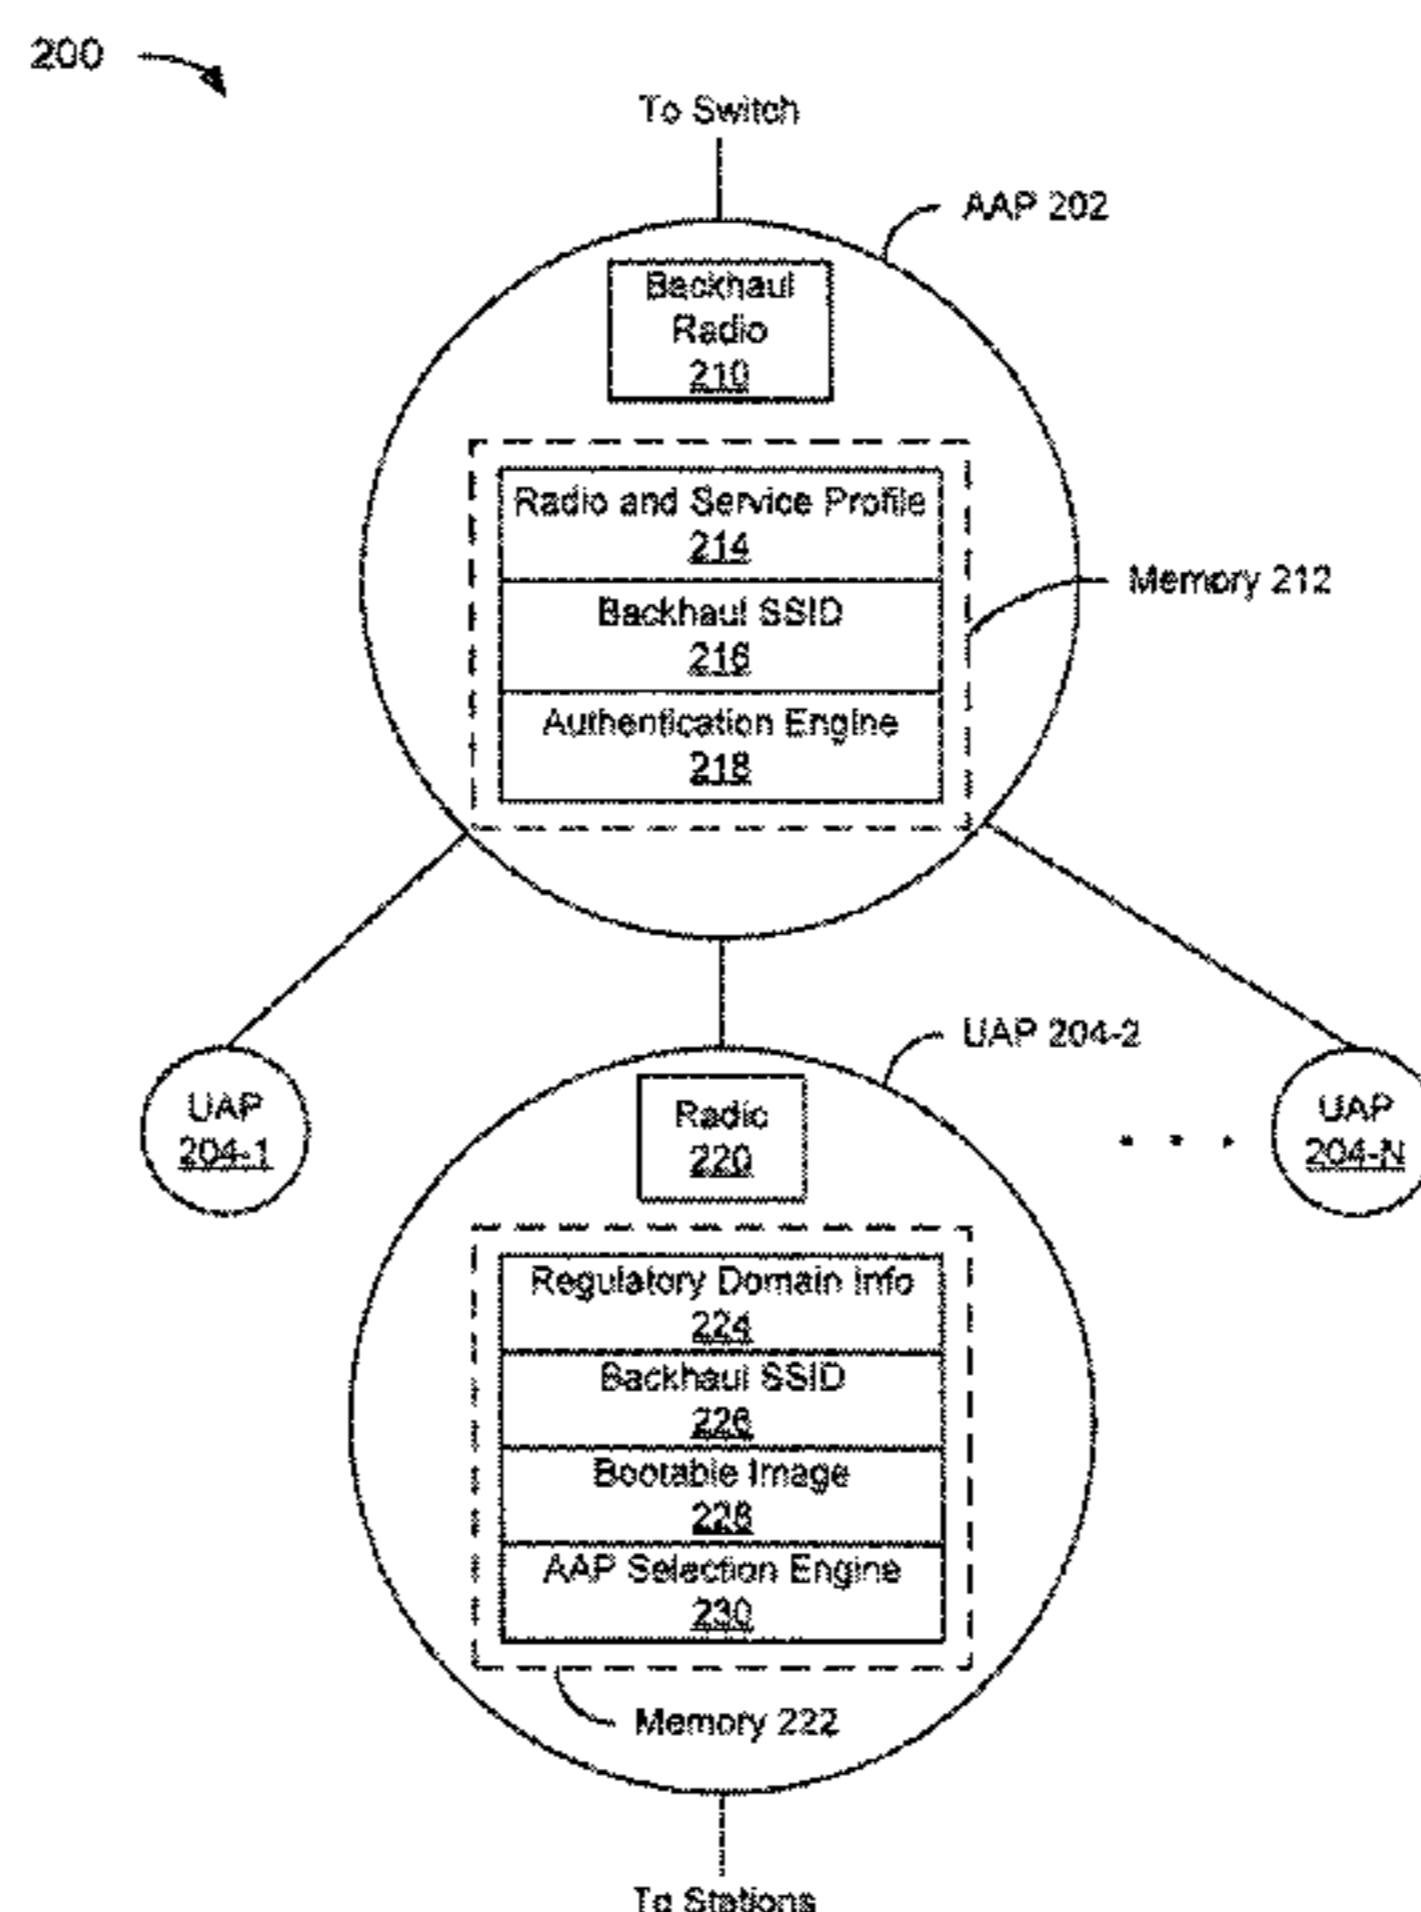 200
To Switch
AAP 202
Backhaul
Radio
210
Radio and Service Profile
214
Memory 212
Backhaul SSID
216
Authentication Engine
218
UAP 204-2
UAP
204-1
Radio
220
UAP
204-N
Regulatory Domain Info
224
Backhaul SSID
226
Bootable Image
228
AAP Selection Engine
230
Memory 222
To Stations